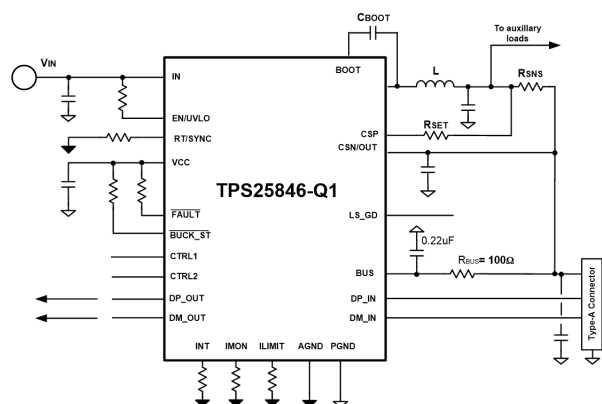 CBOOT
To auxillary
loads
VIN
IN
BOOT
L
RSNS
EN/UVLO
RT/SYNC
CSP
RSET
CSN/OUT
VCC
TPS25846-Q1
FAULT
LS_GD
BUCK_ST
0.22uF
CTRL1
CTRL2
BUS
RBUS= 100Ω
DP_OUT
DP_IN
DM_OUT
DM_IN
Type-A Connector
INT IMON ILIMIT AGND PGND